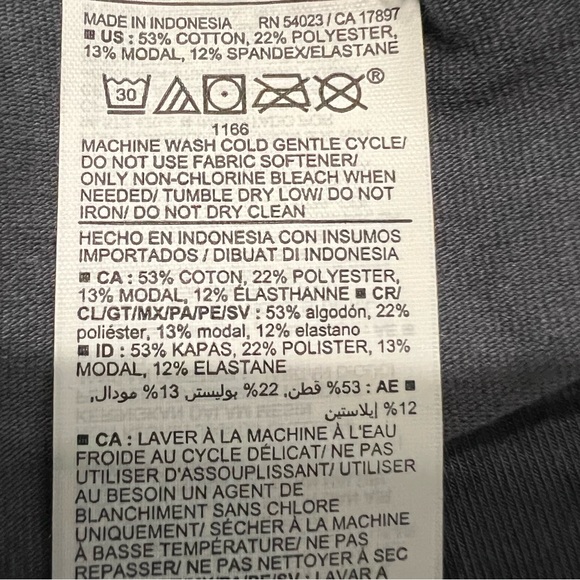 MADE IN INDONESIA RN 54023 / CA 17897
US : 53% COTTON, 22% POLYESTER,
13% MODAL, 12% SPANDEX/ELASTANE
30
®
1166
MACHINE WASH COLD GENTLE CYCLE/
DO NOT USE FABRIC SOFTENER/
ONLY NON-CHLORINE BLEACH WHEN
NEEDED/ TUMBLE DRY LOW/ DO NOT
IRON/ DO NOT DRY CLEAN
HECHO EN INDONESIA CON INSUMOS
IMPORTADOS / DIBUAT DI INDONESIA
CA : 53% COTON, 22% POLYESTER,
13% MODAL, 12% ÉLASTHANNE CR/
CL/GT/MX/PA/PE/SV : 53% algodón, 22%
poliéster, 13% modal, 12% elastano
ID : 53% KAPAS, 22% POLISTER, 13%
MODAL, 12% ELASTANE
AE : 53% قطن, 22% بوليستر, 13% مودال,
12% إيلاستين
CA : LAVER À LA MACHINE À L'EAU
FROIDE AU CYCLE DÉLICAT/ NE PAS
UTILISER D'ASSOUPLISSANT/ UTILISER
AU BESOIN UN AGENT DE
BLANCHIMENT SANS CHLORE
UNIQUEMENT/ SÉCHER À LA MACHINE
À BASSE TEMPÉRATURE/ NE PAS
REPASSER/ NE PAS NETTOYER À SEC
LAVAR A